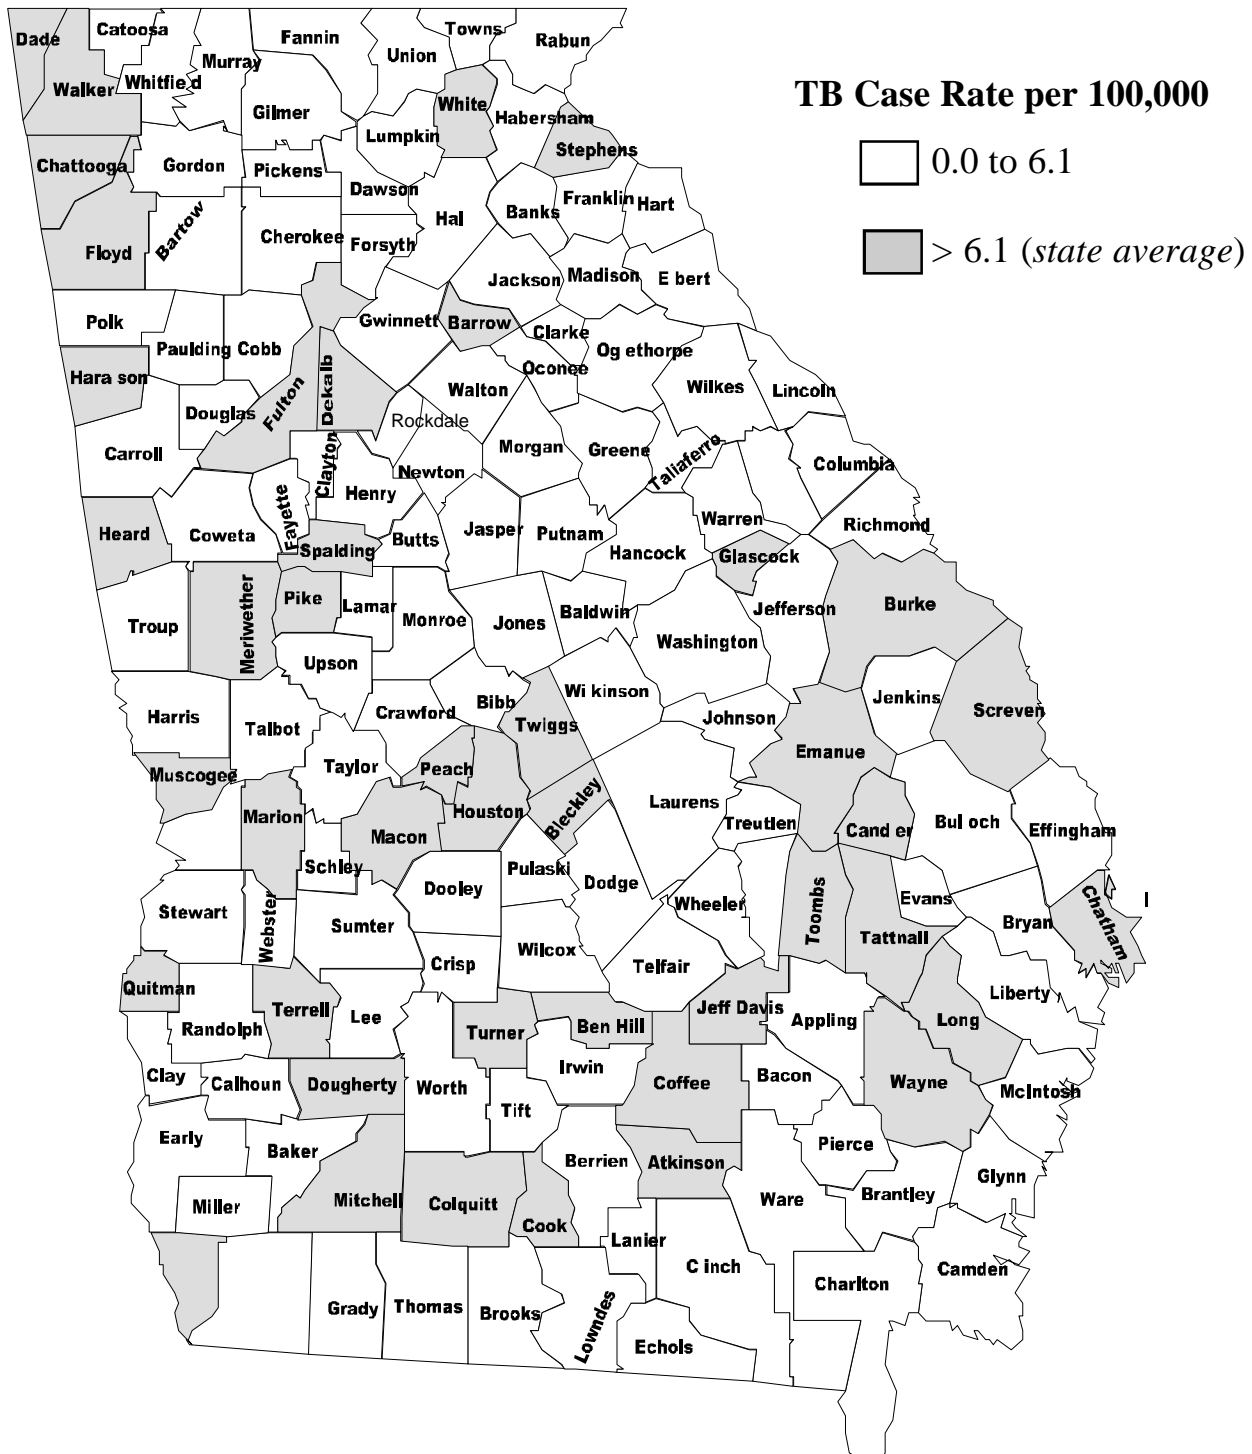 TB Case Rate per 100,000
0.0 to 6.1
> 6.1 (state average)
Dade
Catoosa
Fannin
Towns
Rabun
Union
Murray
Whitfie d
Walker
White
Gilmer
Habersham
Lumpkin
Stephens
Chattooga
Gordon
Pickens
Dawson
Franklin
Hart
Banks
Hal
Bartow
Cherokee
Forsyth
Floyd
Jackson
Madison
E bert
Polk
Gwinnett
Barrow
Clarke
Paulding
Cobb
Og ethorpe
Oconee
Hara son
Dekalb
Fulton
Walton
Wilkes
Lincoln
Douglas
Rockdale
Carroll
Clayton
Morgan
Greene
Taliaferro
Columbia
Newton
Henry
Fayette
Heard
Coweta
Warren
Richmond
Spalding
Butts
Jasper
Putnam
Hancock
Glascock
Meriwether
Pike
Lamar
Monroe
Jones
Baldwin
Jefferson
Burke
Troup
Washington
Upson
Wi kinson
Jenkins
Screven
Harris
Talbot
Crawford
Bibb
Twiggs
Johnson
Emanue
Muscogee
Taylor
Peach
Houston
Bleckley
Laurens
Marion
Macon
Treutlen
Cand er
Bul och
Effingham
Schley
Pulaski
Dodge
Dooley
Wheeler
Toombs
Evans
Stewart
Webster
Sumter
Bryan
Chatham
l
Wilcox
Tattnall
Crisp
Telfair
Quitman
Liberty
Terrell
Lee
Jeff Davis
Randolph
Turner
Ben Hill
Appling
Long
Clay
Calhoun
Dougherty
Worth
Irwin
Coffee
Bacon
Wayne
McIntosh
Tift
Early
Baker
Berrien
Atkinson
Pierce
Glynn
Miller
Mitchell
Colquitt
Cook
Ware
Brantley
Lanier
C inch
Camden
Charlton
Grady
Thomas
Brooks
Lowndes
Echols